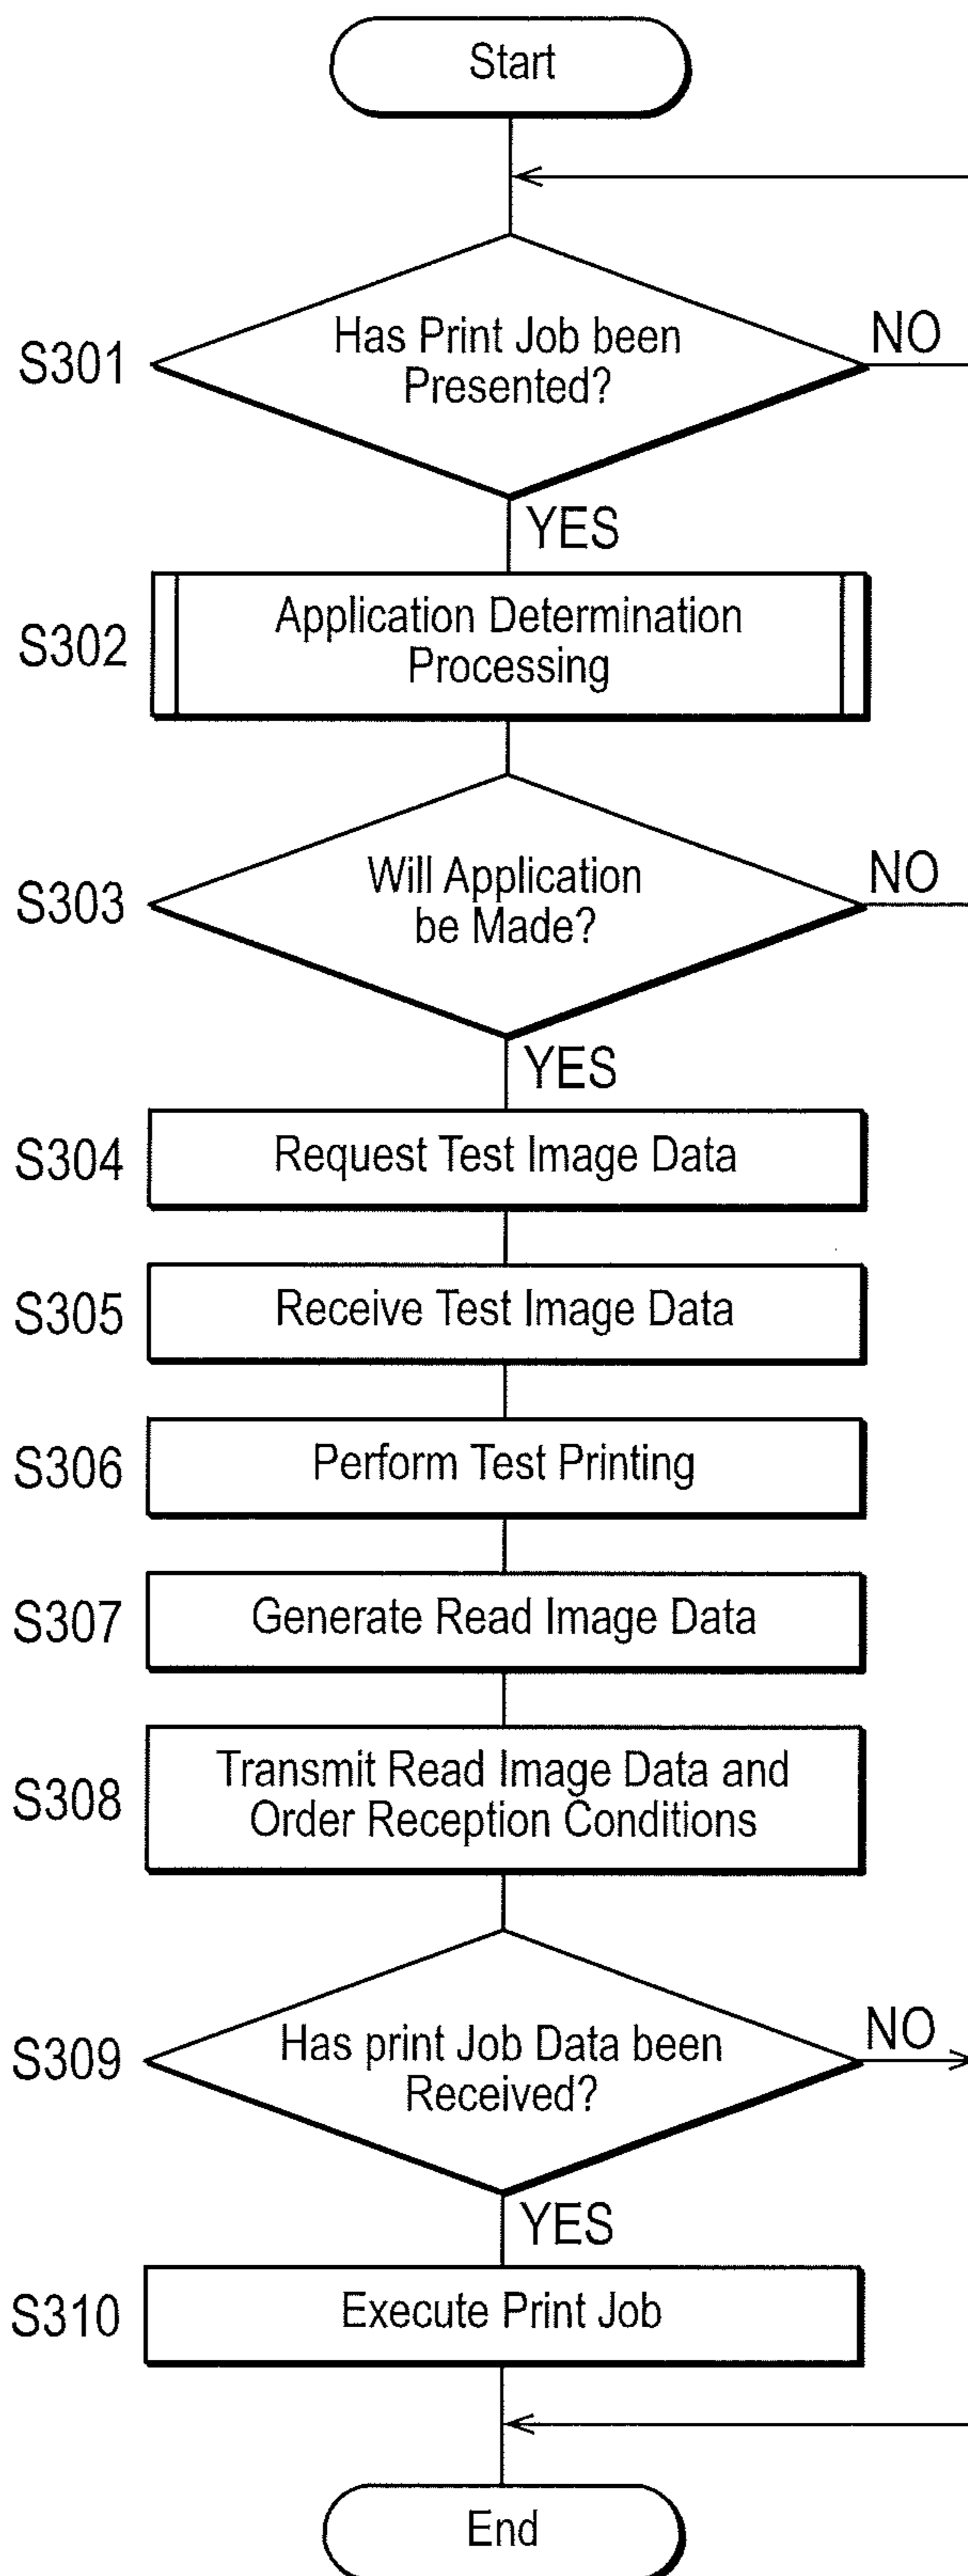 Start
Has Print Job been
Presented?
S301
NO
YES
Application Determination
Processing
S302
Will Application
be Made?
S303
NO
YES
S304
Request Test Image Data
S305
Receive Test Image Data
S306
Perform Test Printing
S307
Generate Read Image Data
S308
Transmit Read Image Data and
Order Reception Conditions
S309
Has print Job Data been
Received?
NO
YES
S310
Execute Print Job
End